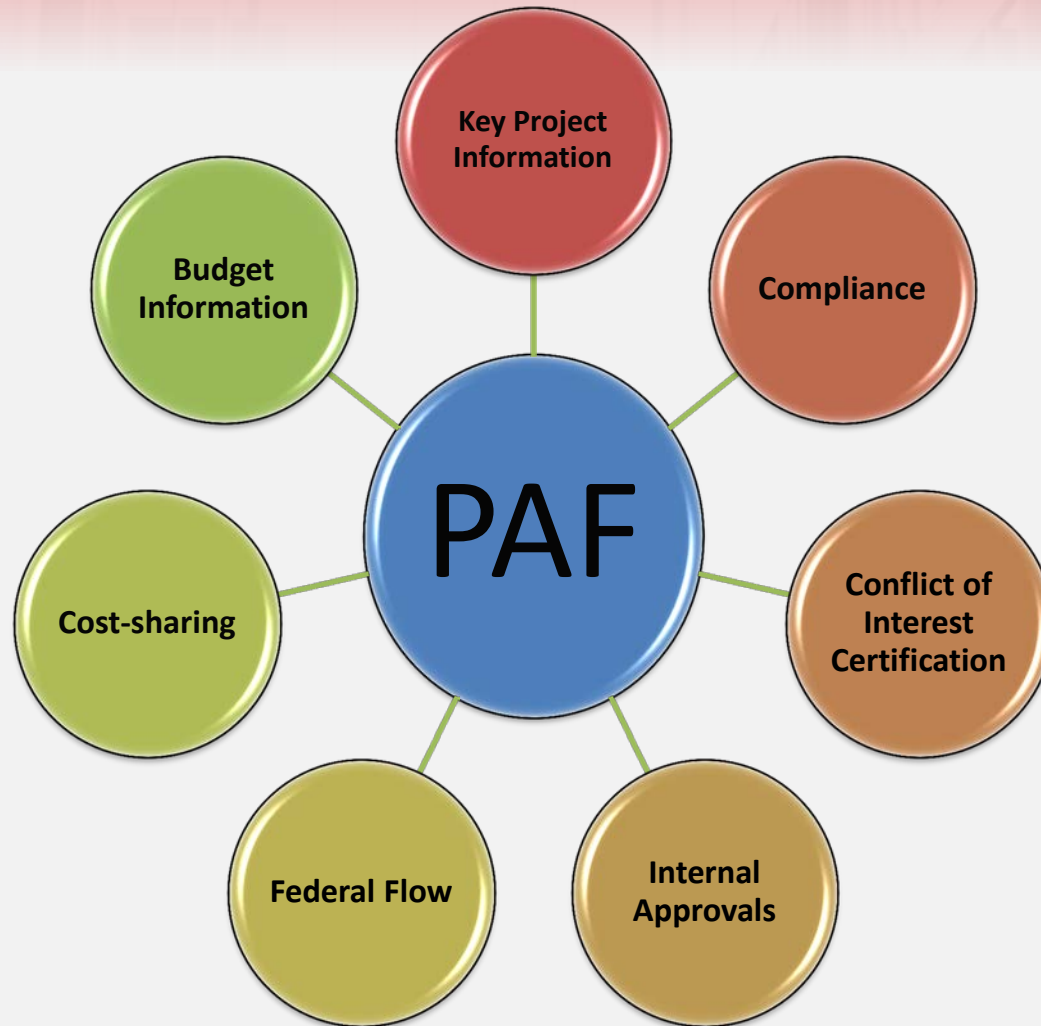 Key Project
Information
Compliance
Conflict of
Interest
Certification
Internal
Approvals
Federal Flow
Cost-sharing
Budget
Information
PAF